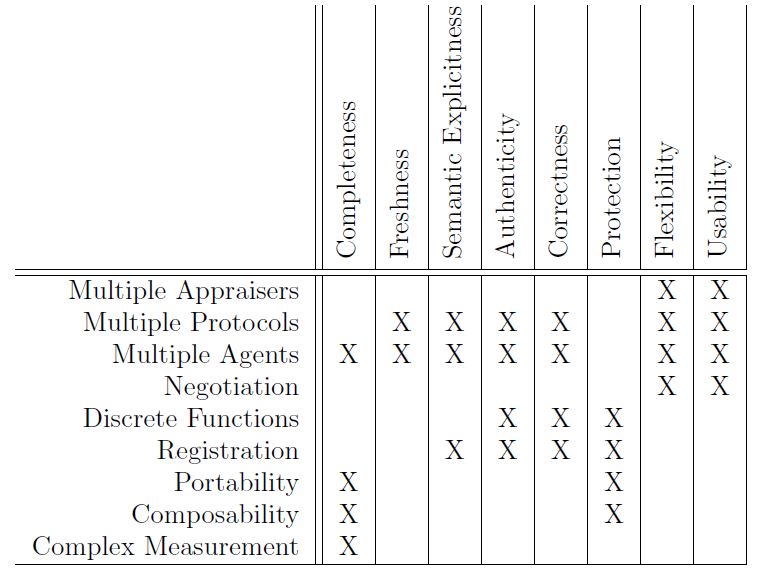 Completeness
Freshness
Semantic Explicitness
Authenticity
Correctness
Protection
Flexibility
Usability
Multiple Appraisers X X
Multiple Protocols X X X X X X
Multiple Agents X X X X X X X
Negotiation X X
Discrete Functions X X X
Registration X X X X
Portability X X
Composability X X
Complex Measurement X